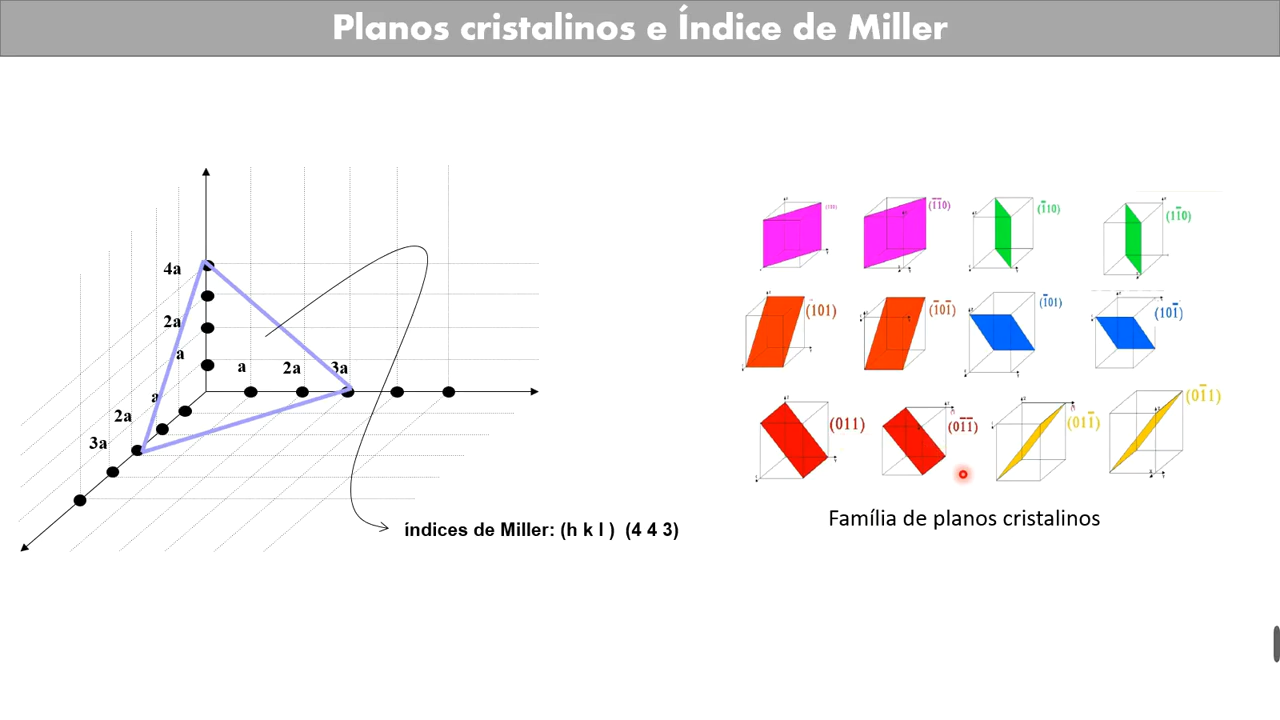 Planos cristalinos e Índice de Miller
4a
2a
a
a
2a
3a
a
2a
3a
índices de Miller: (h k l ) (4 4 3)
(1̅1̅0)
(1̅10)
(11̅0)
(101)
(1̅01̅)
(1̅01)
(101̅)
(011)
(01̅1̅)
(011̅)
(01̅1)
Família de planos cristalinos